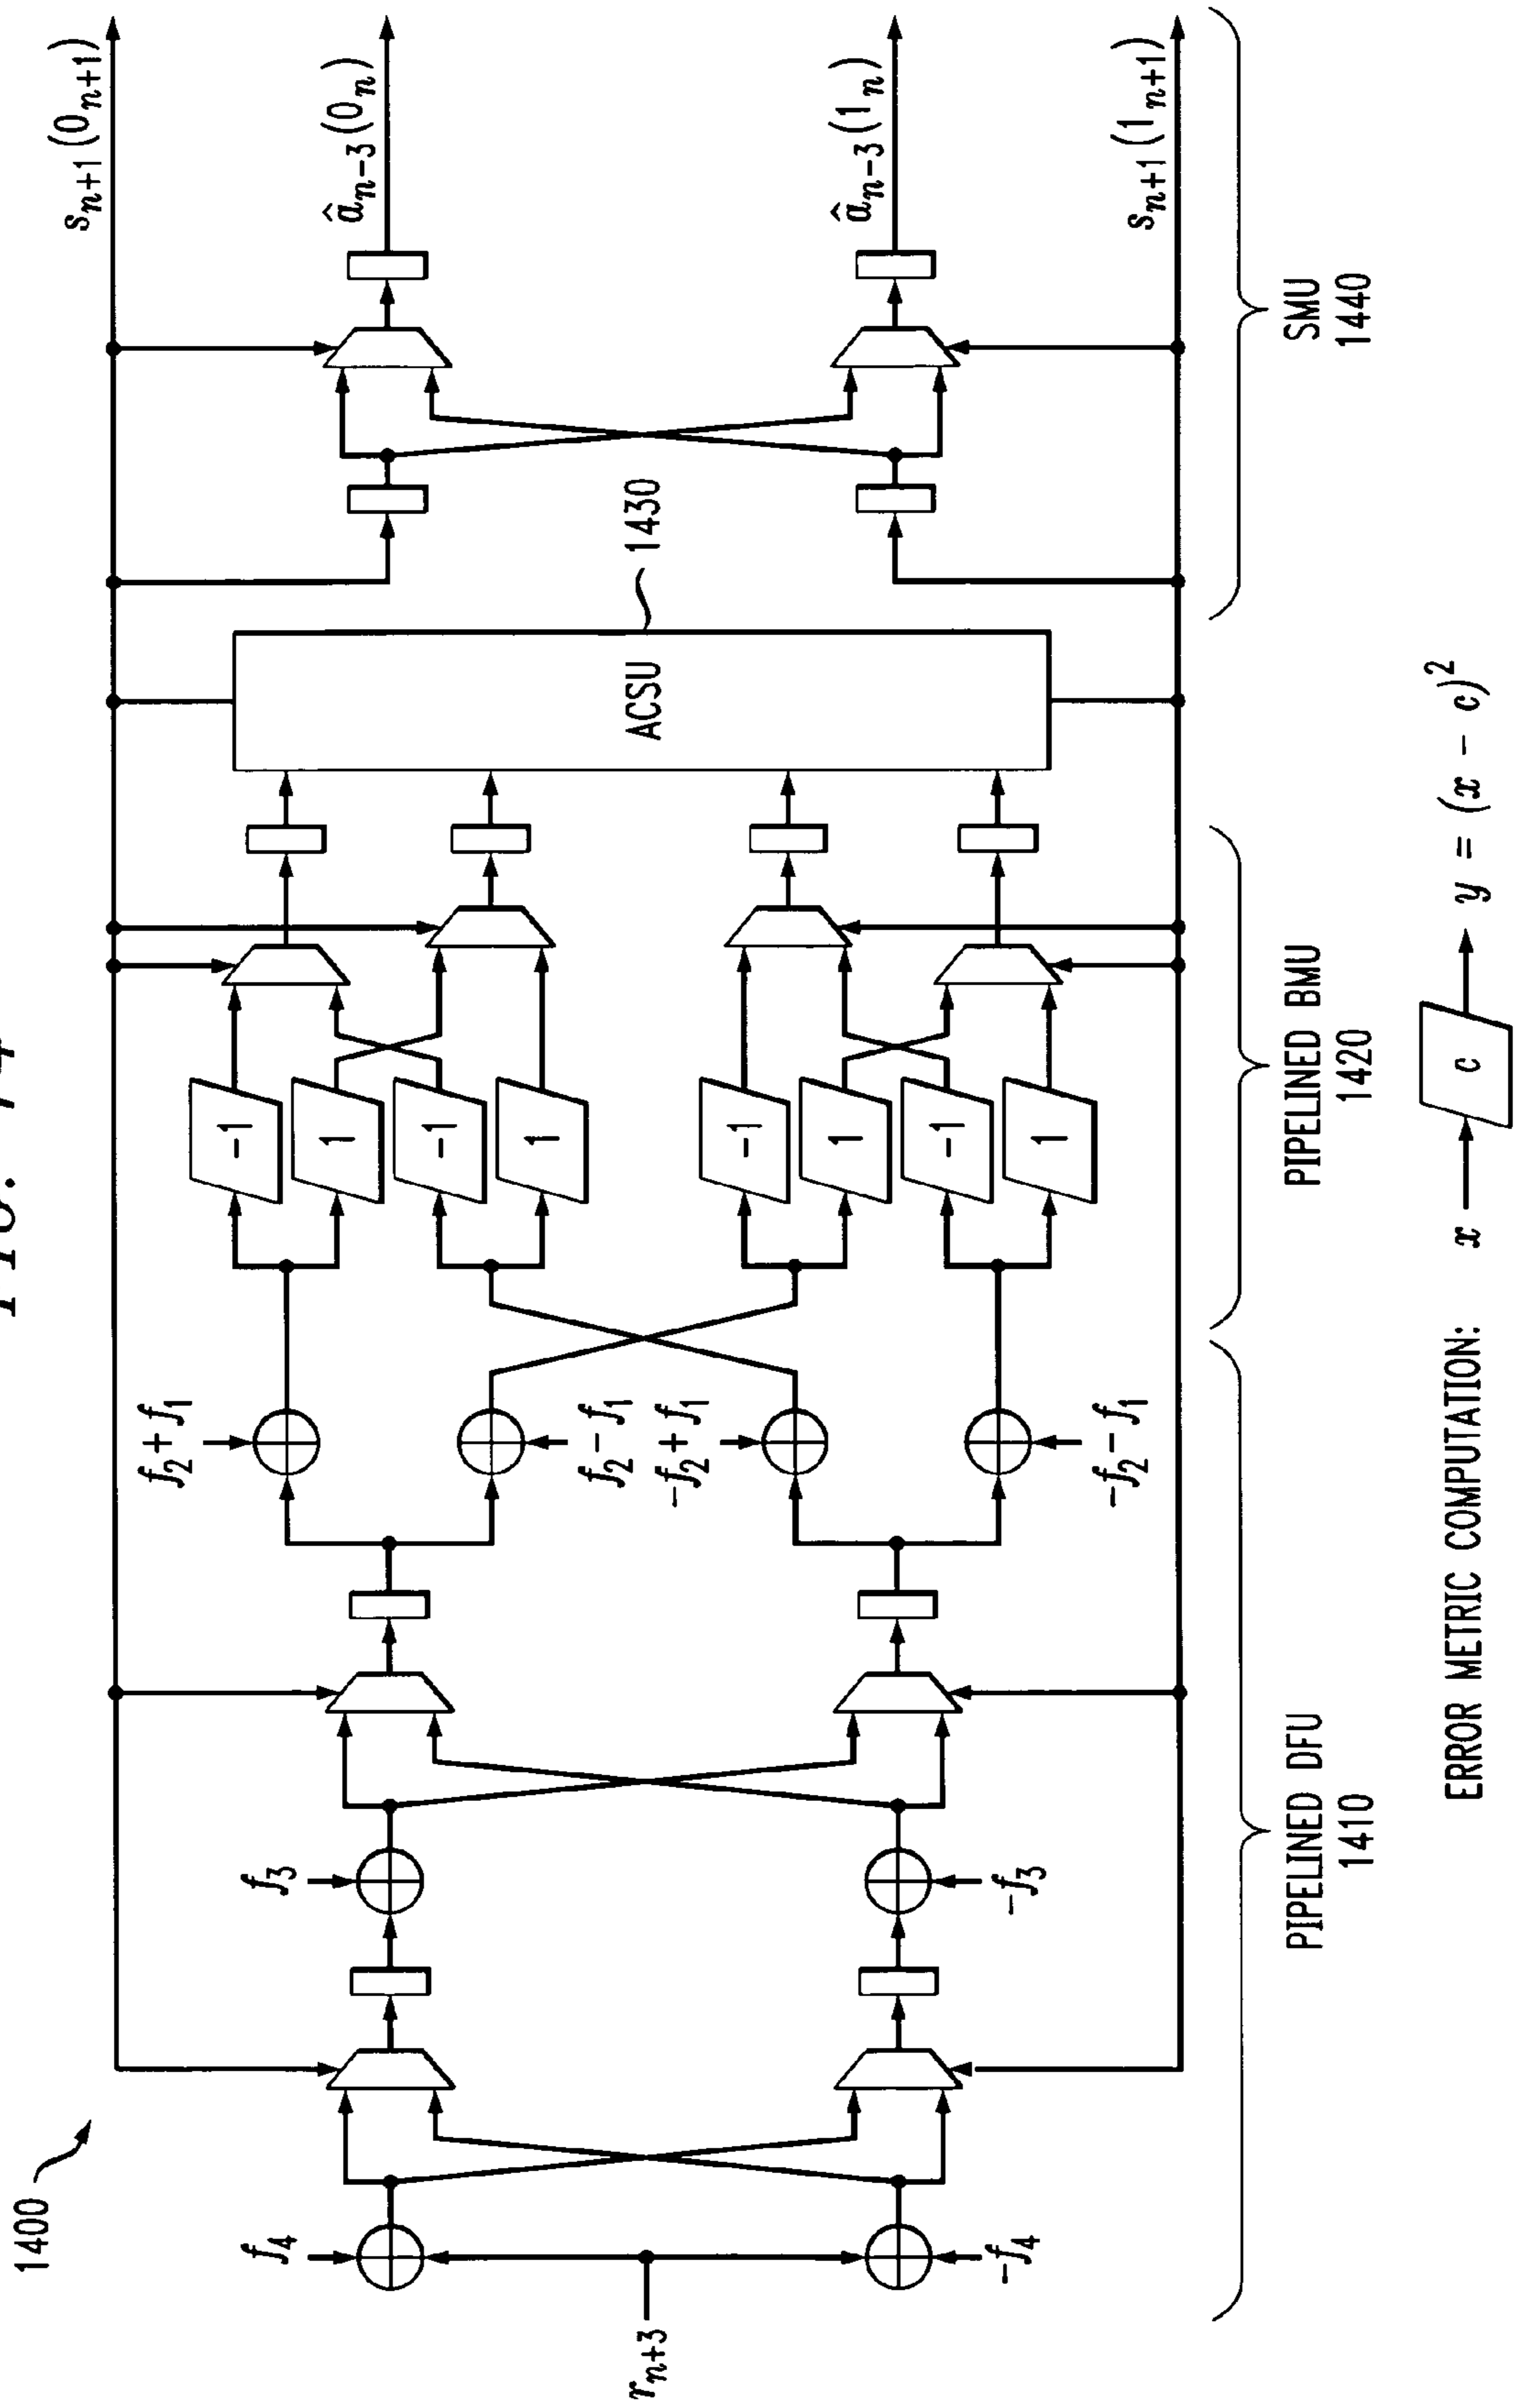 1400
s_{n+1}(0_{n+1})
f_4
f_3
f_2+f_1
â_{n-3}(0_n)
-1
1
-1
1
f_2-f_1
r_{n+3}
ACSU
1430
-f_2+f_1
-1
1
-1
1
â_{n-3}(1_n)
-f_4
-f_3
-f_2-f_1
s_{n+1}(1_{n+1})
PIPELINED DFU
1410
PIPELINED BMU
1420
SMU
1440
ERROR METRIC COMPUTATION:
x
c
y = (x - c)^2